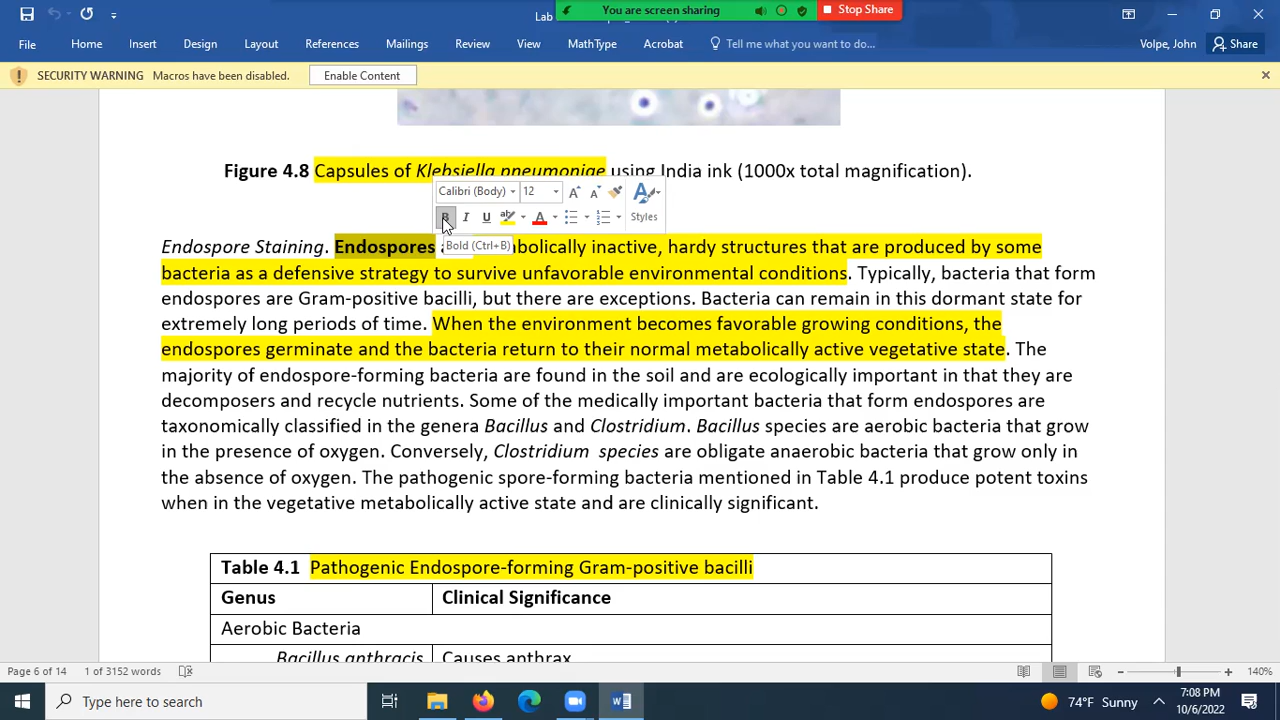 Lab
You are screen sharing
Stop Share
File Home Insert Design Layout References Mailings Review View MathType Acrobat Tell me what you want to do... Volpe, John Share
SECURITY WARNING Macros have been disabled. Enable Content
Figure 4.8 Capsules of Klebsiella pneumoniae using India ink (1000x total magnification).
Calibri (Body) 12
B I U Styles
Bold (Ctrl+B)
Endospore Staining. Endospores inactive, hardy structures that are produced by some
bacteria as a defensive strategy to survive unfavorable environmental conditions. Typically, bacteria that form
endospores are Gram-positive bacilli, but there are exceptions. Bacteria can remain in this dormant state for
extremely long periods of time. When the environment becomes favorable growing conditions, the
endospores germinate and the bacteria return to their normal metabolically active vegetative state. The
majority of endospore-forming bacteria are found in the soil and are ecologically important in that they are
decomposers and recycle nutrients. Some of the medically important bacteria that form endospores are
taxonomically classified in the genera Bacillus and Clostridium. Bacillus species are aerobic bacteria that grow
in the presence of oxygen. Conversely, Clostridium species are obligate anaerobic bacteria that grow only in
the absence of oxygen. The pathogenic spore-forming bacteria mentioned in Table 4.1 produce potent toxins
when in the vegetative metabolically active state and are clinically significant.
Table 4.1 Pathogenic Endospore-forming Gram-positive bacilli
Genus Clinical Significance
Aerobic Bacteria
Bacillus anthracis Causes anthrax
Page 6 of 14 1 of 3152 words 140%
Type here to search 74°F Sunny 7:08 PM
10/6/2022